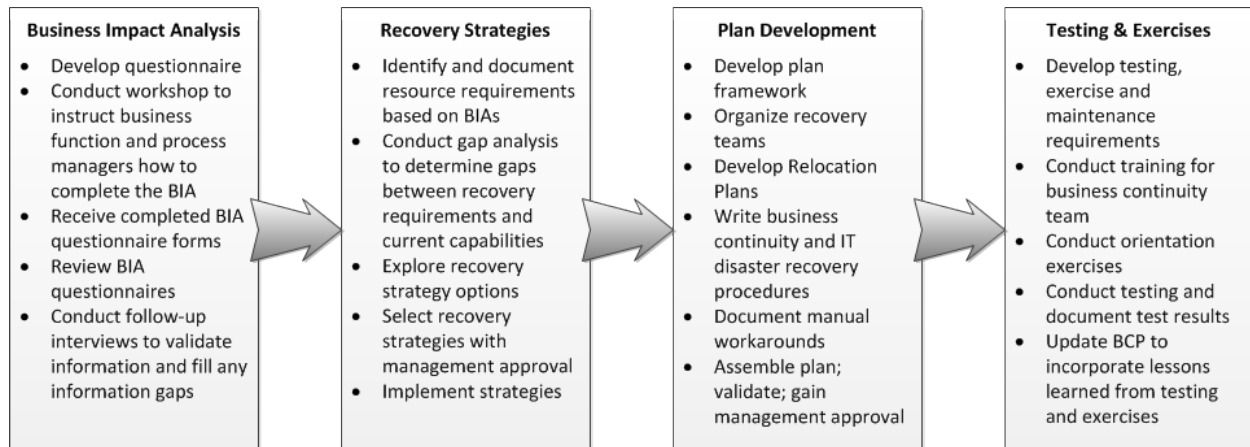 Business Impact Analysis
• Develop questionnaire
• Conduct workshop to
instruct business
function and process
managers how to
complete the BIA
• Receive completed BIA
questionnaire forms
• Review BIA
questionnaires
• Conduct follow-up
interviews to validate
information and fill any
information gaps
Recovery Strategies
• Identify and document
resource requirements
based on BIAs
• Conduct gap analysis
to determine gaps
between recovery
requirements and
current capabilities
• Explore recovery
strategy options
• Select recovery
strategies with
management approval
• Implement strategies
Plan Development
• Develop plan
framework
• Organize recovery
teams
• Develop Relocation
Plans
• Write business
continuity and IT
disaster recovery
procedures
• Document manual
workarounds
• Assemble plan;
validate; gain
management approval
Testing & Exercises
• Develop testing,
exercise and
maintenance
requirements
• Conduct training for
business continuity
team
• Conduct orientation
exercises
• Conduct testing and
document test results
• Update BCP to
incorporate lessons
learned from testing
and exercises